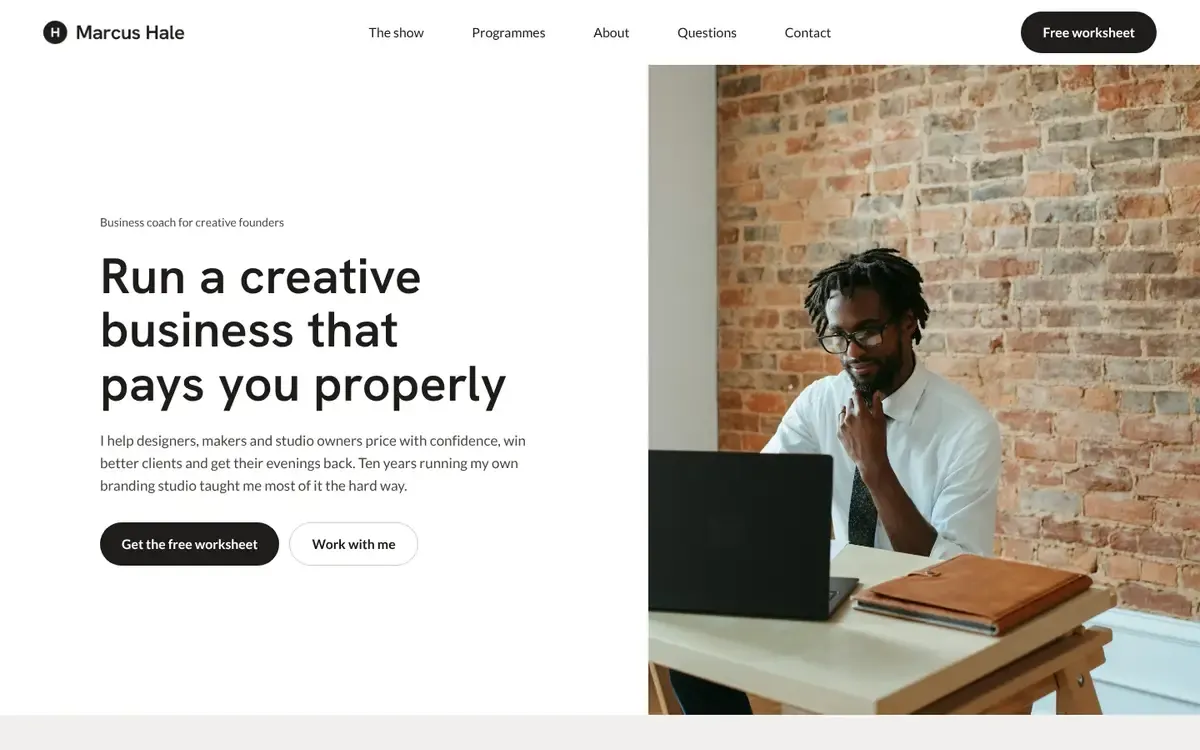 H Marcus Hale
The show
Programmes
About
Questions
Contact
Free worksheet
Business coach for creative founders
Run a creative
business that
pays you properly
I help designers, makers and studio owners price with confidence, win
better clients and get their evenings back. Ten years running my own
branding studio taught me most of it the hard way.
Get the free worksheet
Work with me